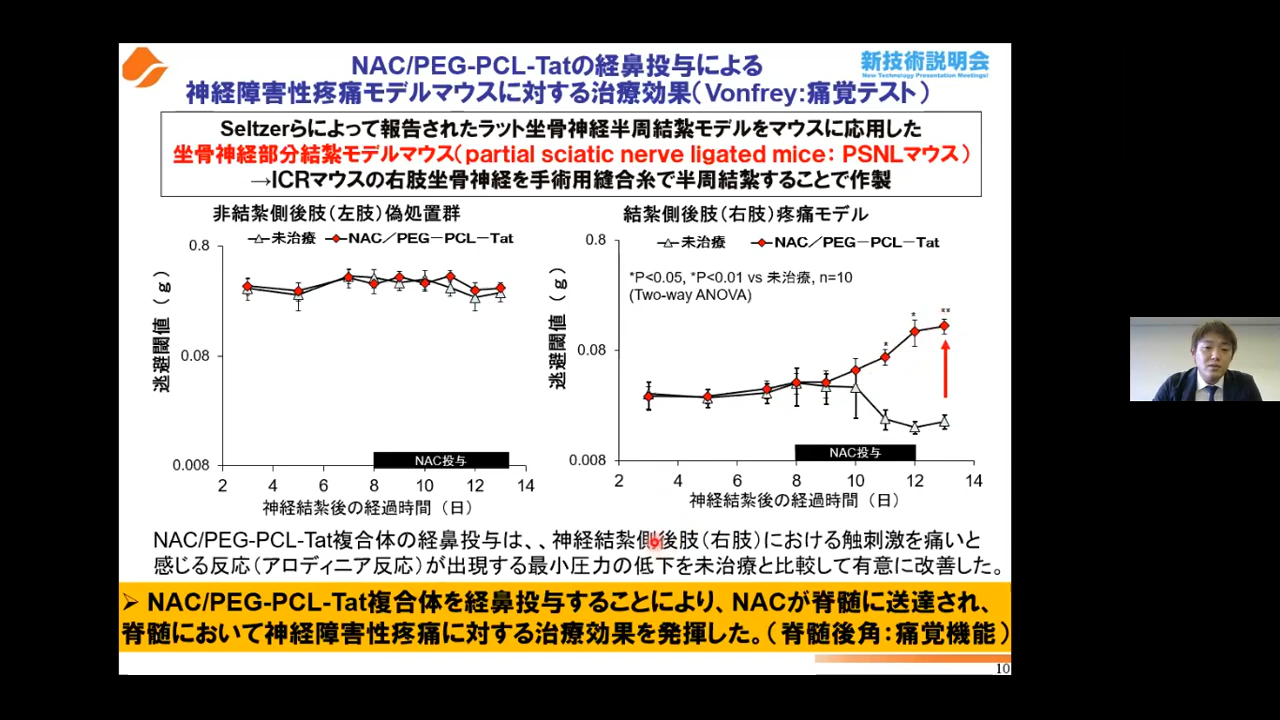 NAC/PEG-PCL-Tatの経鼻投与による
神経障害性疼痛モデルマウスに対する治療効果(Vonfrey:痛覚テスト)
新技術説明会
New Technology Presentation Meetings!
Seltzerらによって報告されたラット坐骨神経半周結紮モデルをマウスに応用した
坐骨神経部分結紮モデルマウス(partial sciatic nerve ligated mice: PSNLマウス)
→ICRマウスの右肢坐骨神経を手術用縫合糸で半周結紮することで作製
非結紮側後肢(左肢)偽処置群
未治療 NAC/PEG-PCL-Tat
逃避閾値(g)
0.8
0.08
0.008
NAC投与
2 4 6 8 10 12 14
神経結紮後の経過時間(日)
結紮側後肢(右肢)疼痛モデル
未治療 NAC/PEG-PCL-Tat
*P<0.05, *P<0.01 vs 未治療, n=10
(Two-way ANOVA)
逃避閾値(g)
0.8
0.08
0.008
* * **
NAC投与
2 4 6 8 10 12 14
神経結紮後の経過時間(日)
NAC/PEG-PCL-Tat複合体の経鼻投与は、、神経結紮側後肢(右肢)における触刺激を痛いと
感じる反応(アロディニア反応)が出現する最小圧力の低下を未治療と比較して有意に改善した。
➢ NAC/PEG-PCL-Tat複合体を経鼻投与することにより、NACが脊髄に送達され、
脊髄において神経障害性疼痛に対する治療効果を発揮した。(脊髄後角:痛覚機能)
10